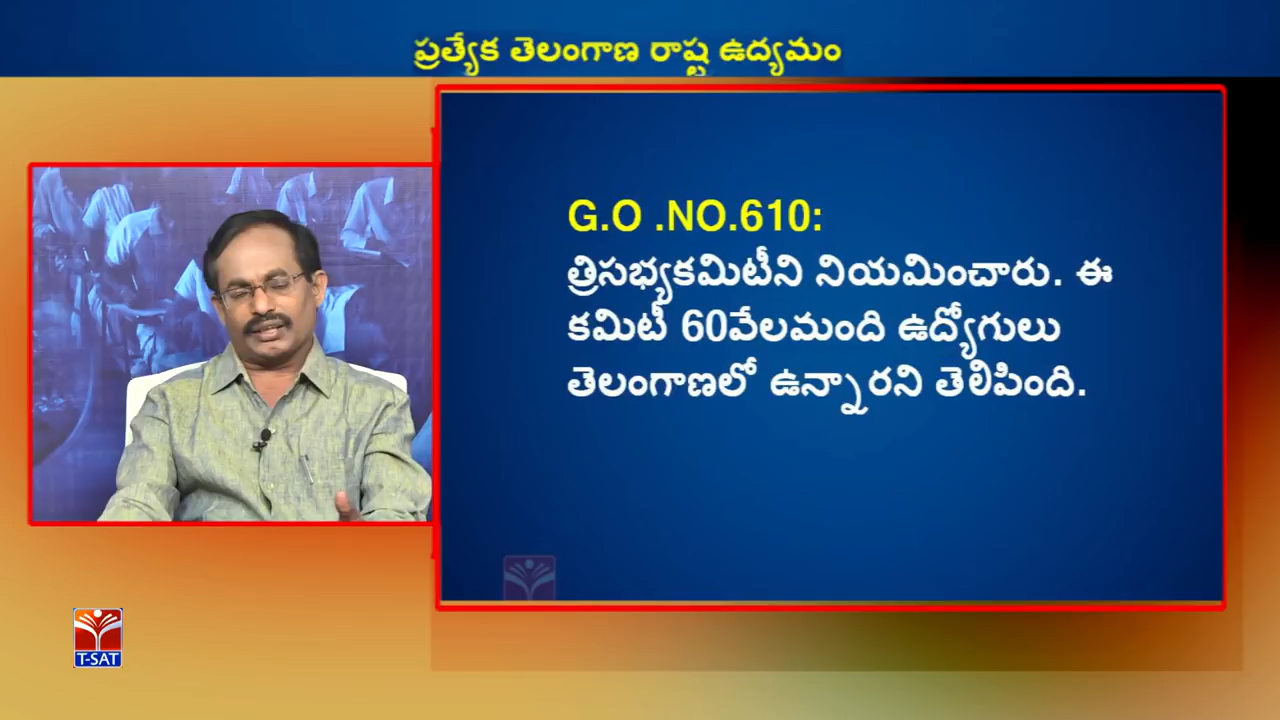 ప్రత్యేక తెలంగాణ రాష్ట ఉద్యమం
G.O .NO.610:
త్రిసభ్యకమిటీని నియమించారు. ఈ
కమిటీ 60వేలమంది ఉద్యోగులు
తెలంగాణలో ఉన్నారని తెలిపింది.
T-SAT